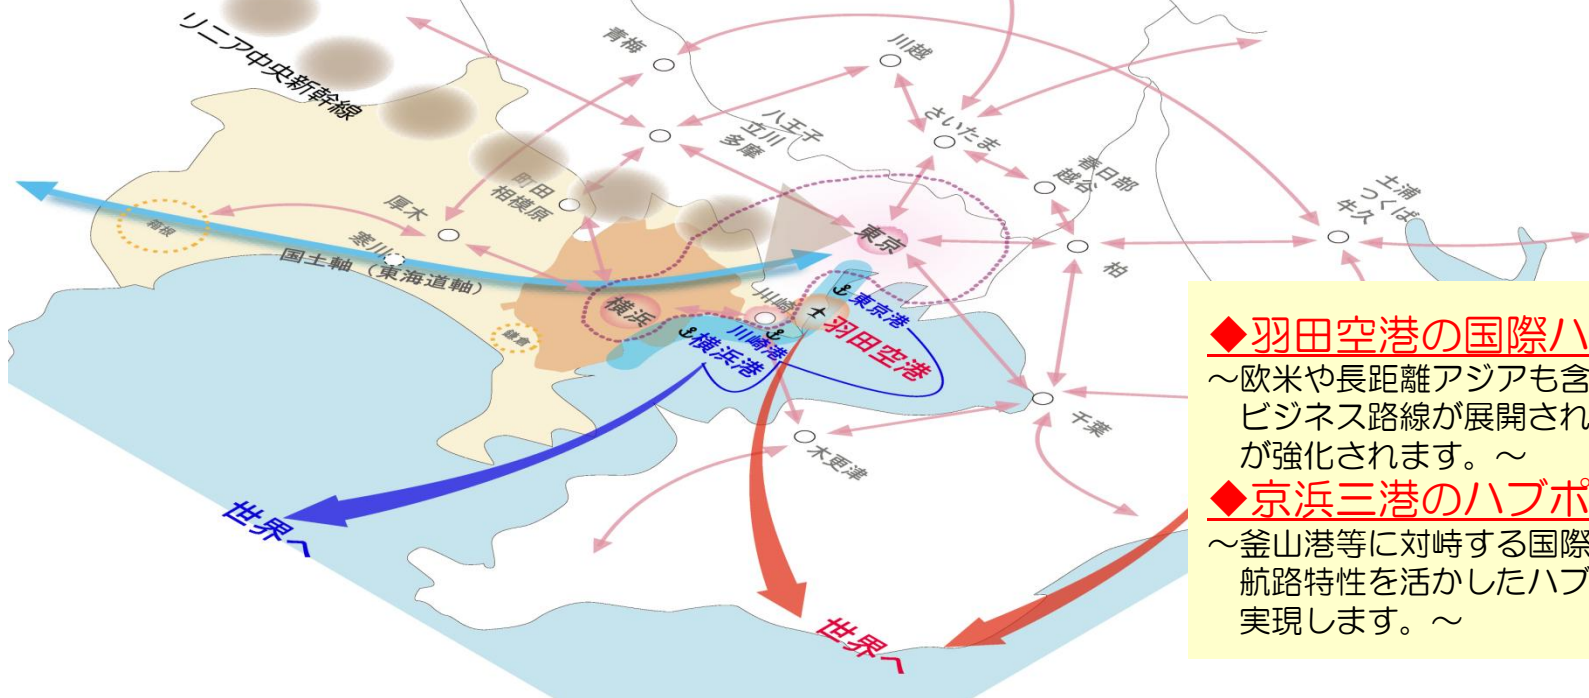 リニア中央新幹線
青梅
川越
さいたま
八王子
立川
多摩
春日部
越谷
土浦
つくば
牛久
町田
相模原
厚木
箱根
寒川
国土軸（東海道軸）
東京
柏
横浜
川崎
東京港
羽田空港
川崎港
横浜港
鎌倉
千葉
木更津
世界へ
世界へ
◆羽田空港の国際ハ
～欧米や長距離アジアも含
ビジネス路線が展開され
が強化されます。～
◆京浜三港のハブポ
～釜山港等に対峙する国際
航路特性を活かしたハブ
実現します。～